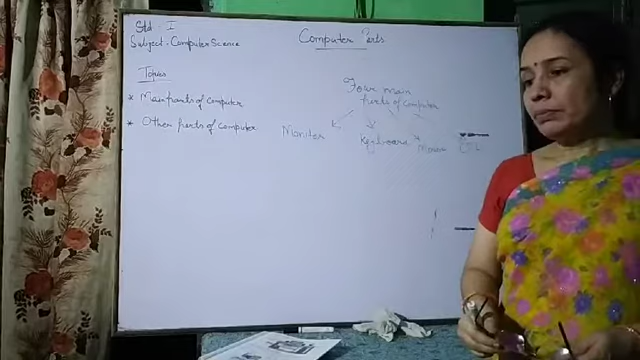 Std I
Subject - Computer Science
Computer Parts
Topics
* Main parts of computer
* Other parts of computer
Four main
parts of computer
Monitor
Keyboard
Mouse